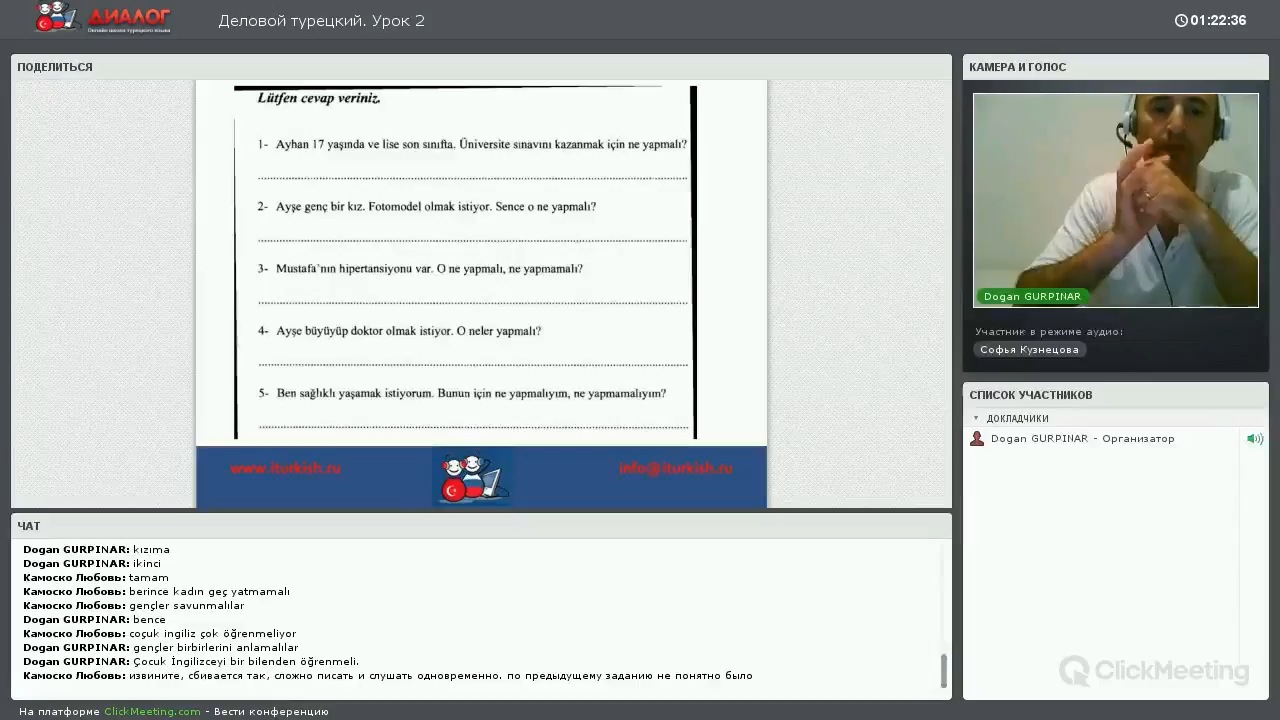 ДИАЛОГ
Онлайн школа турецкого языка
Деловой турецкий. Урок 2
01:22:36
ПОДЕЛИТЬСЯ
Lütfen cevap veriniz.
1- Ayhan 17 yaşında ve lise son sınıfta. Üniversite sınavını kazanmak için ne yapmalı?
2- Ayşe genç bir kız. Fotomodel olmak istiyor. Sence o ne yapmalı?
3- Mustafa'nın hipertansiyonu var. O ne yapmalı, ne yapmamalı?
4- Ayşe büyüyüp doktor olmak istiyor. O neler yapmalı?
5- Ben sağlıklı yaşamak istiyorum. Bunun için ne yapmalıyım, ne yapmamalıyım?
www.iturkish.ru info@iturkish.ru
КАМЕРА И ГОЛОС
Dogan GURPINAR
Участник в режиме аудио:
Софья Кузнецова
СПИСОК УЧАСТНИКОВ
ДОКЛАДЧИКИ
Dogan GURPINAR - Организатор
ЧАТ
Dogan GURPINAR: kızıma
Dogan GURPINAR: ikinci
Камоско Любовь: tamam
Камоско Любовь: berince kadın geç yatmamalı
Камоско Любовь: gençler savunmalılar
Dogan GURPINAR: bence
Камоско Любовь: coçuk ingiliz çok öğrenmeliyor
Dogan GURPINAR: gençler birbirlerini anlamalılar
Dogan GURPINAR: Çocuk İngilizceyi bir bilenden öğrenmeli.
Камоско Любовь: извините, сбивается так, сложно писать и слушать одновременно. по предыдущему заданию не понятно было
ClickMeeting
На платформе ClickMeeting.com - Вести конференцию